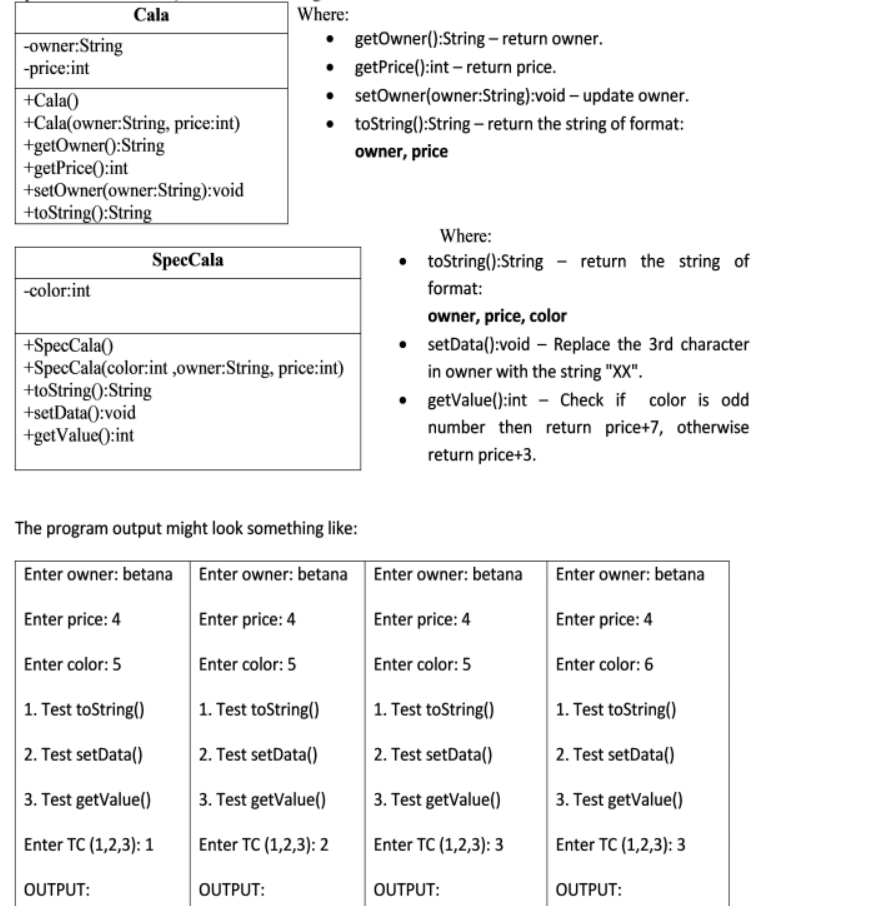 Cala
-owner:String
-price:int
+Cala()
+Cala(owner:String, price:int)
+getOwner():String
+getPrice():int
+setOwner(owner:String):void
+toString():String
Where:
• getOwner():String – return owner.
• getPrice():int – return price.
• setOwner(owner:String):void – update owner.
• toString():String – return the string of format:
owner, price
SpecCala
-color:int
+SpecCala()
+SpecCala(color:int ,owner:String, price:int)
+toString():String
+setData():void
+getValue():int
Where:
• toString():String – return the string of
format:
owner, price, color
• setData():void – Replace the 3rd character
in owner with the string "XX".
• getValue():int – Check if color is odd
number then return price+7, otherwise
return price+3.
The program output might look something like:
Enter owner: betana
Enter price: 4
Enter color: 5
1. Test toString()
2. Test setData()
3. Test getValue()
Enter TC (1,2,3): 1
OUTPUT:
Enter owner: betana
Enter price: 4
Enter color: 5
1. Test toString()
2. Test setData()
3. Test getValue()
Enter TC (1,2,3): 2
OUTPUT:
Enter owner: betana
Enter price: 4
Enter color: 5
1. Test toString()
2. Test setData()
3. Test getValue()
Enter TC (1,2,3): 3
OUTPUT:
Enter owner: betana
Enter price: 4
Enter color: 6
1. Test toString()
2. Test setData()
3. Test getValue()
Enter TC (1,2,3): 3
OUTPUT: